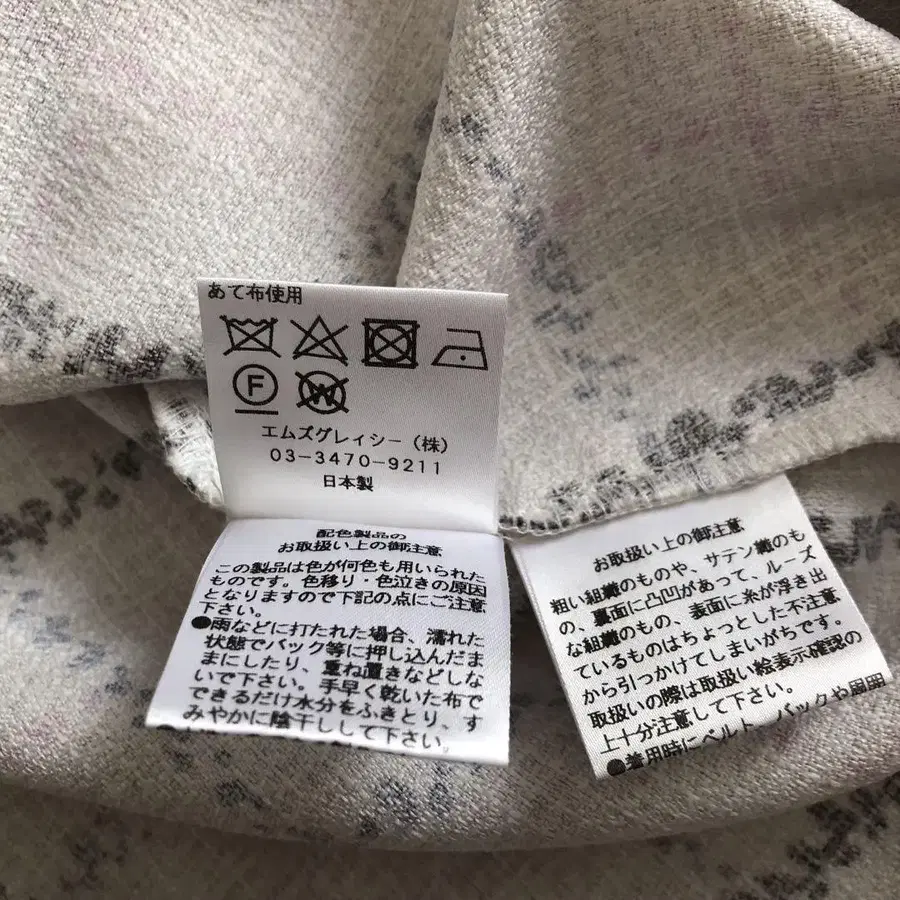 あて布使用
F
W
エムズグレイシー（株）
03-3470-9211
日本製
配色製品の
お取扱い上の御注意
この製品は色が何色も用いられた
ものです。色移り・色泣きの原因
となりますので下記の点にご注意
下さい。
●雨などに打たれた場合、濡れた
状態でバック等に押し込んだま
まにしたり、重ね置きなどしな
いで下さい。手早く乾いた布で
できるだけ水分をふきとり、す
みやかに陰干しして下さい。
お取扱い上の御注意
粗い組織のものや、サテン織のも
の、裏面に凸凹があって、ルーズ
な組織のもの、表面に糸が浮き出
ているものはちょっとした不注意
から引っかけてしまいがちです。
取扱いの際は取扱い絵表示確認の
上十分注意して下さい。
●着用時にベルト、バックや周囲